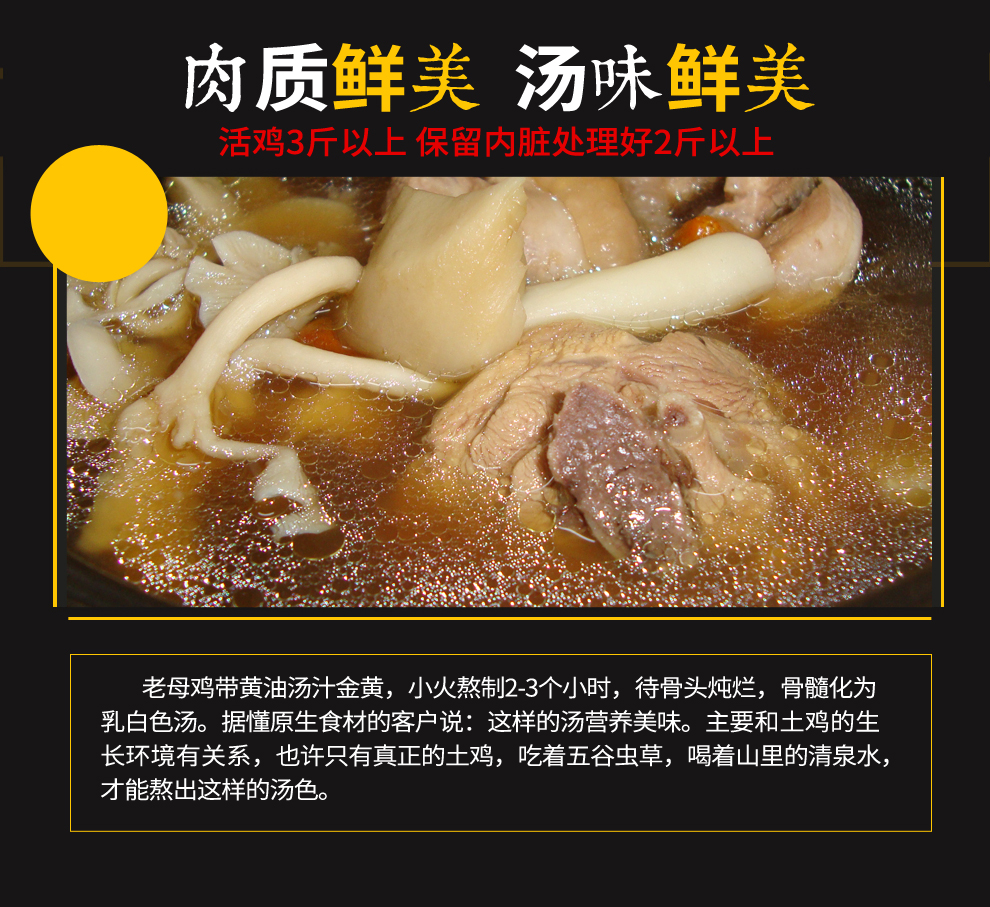 肉质鲜美 汤味鲜美
活鸡3斤以上 保留内脏处理好2斤以上
老母鸡带黄油汤汁金黄，小火熬制2-3个小时，待骨头炖烂，骨髓化为
乳白色汤。据懂原生食材的客户说：这样的汤营养美味。主要和土鸡的生
长环境有关系，也许只有真正的土鸡，吃着五谷虫草，喝着山里的清泉水，
才能熬出这样的汤色。